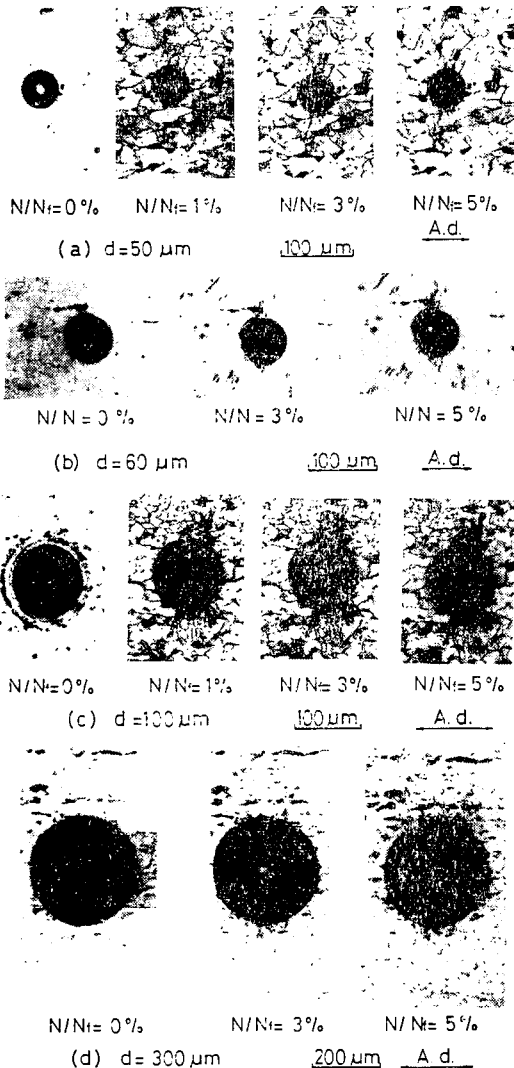 N/Nf=0% N/Nf=1% N/Nf=3% N/Nf=5%
(a) d=50 μm 100 μm A.d.
N/N=0% N/N=3% N/N=5%
(b) d=60 μm 100 μm A.d.
N/Nf=0% N/Nf=1% N/Nf=3% N/Nf=5%
(c) d=100 μm 100 μm A.d.
N/Nf=0% N/Nf=3% N/Nf=5%
(d) d=300 μm 200 μm A.d.